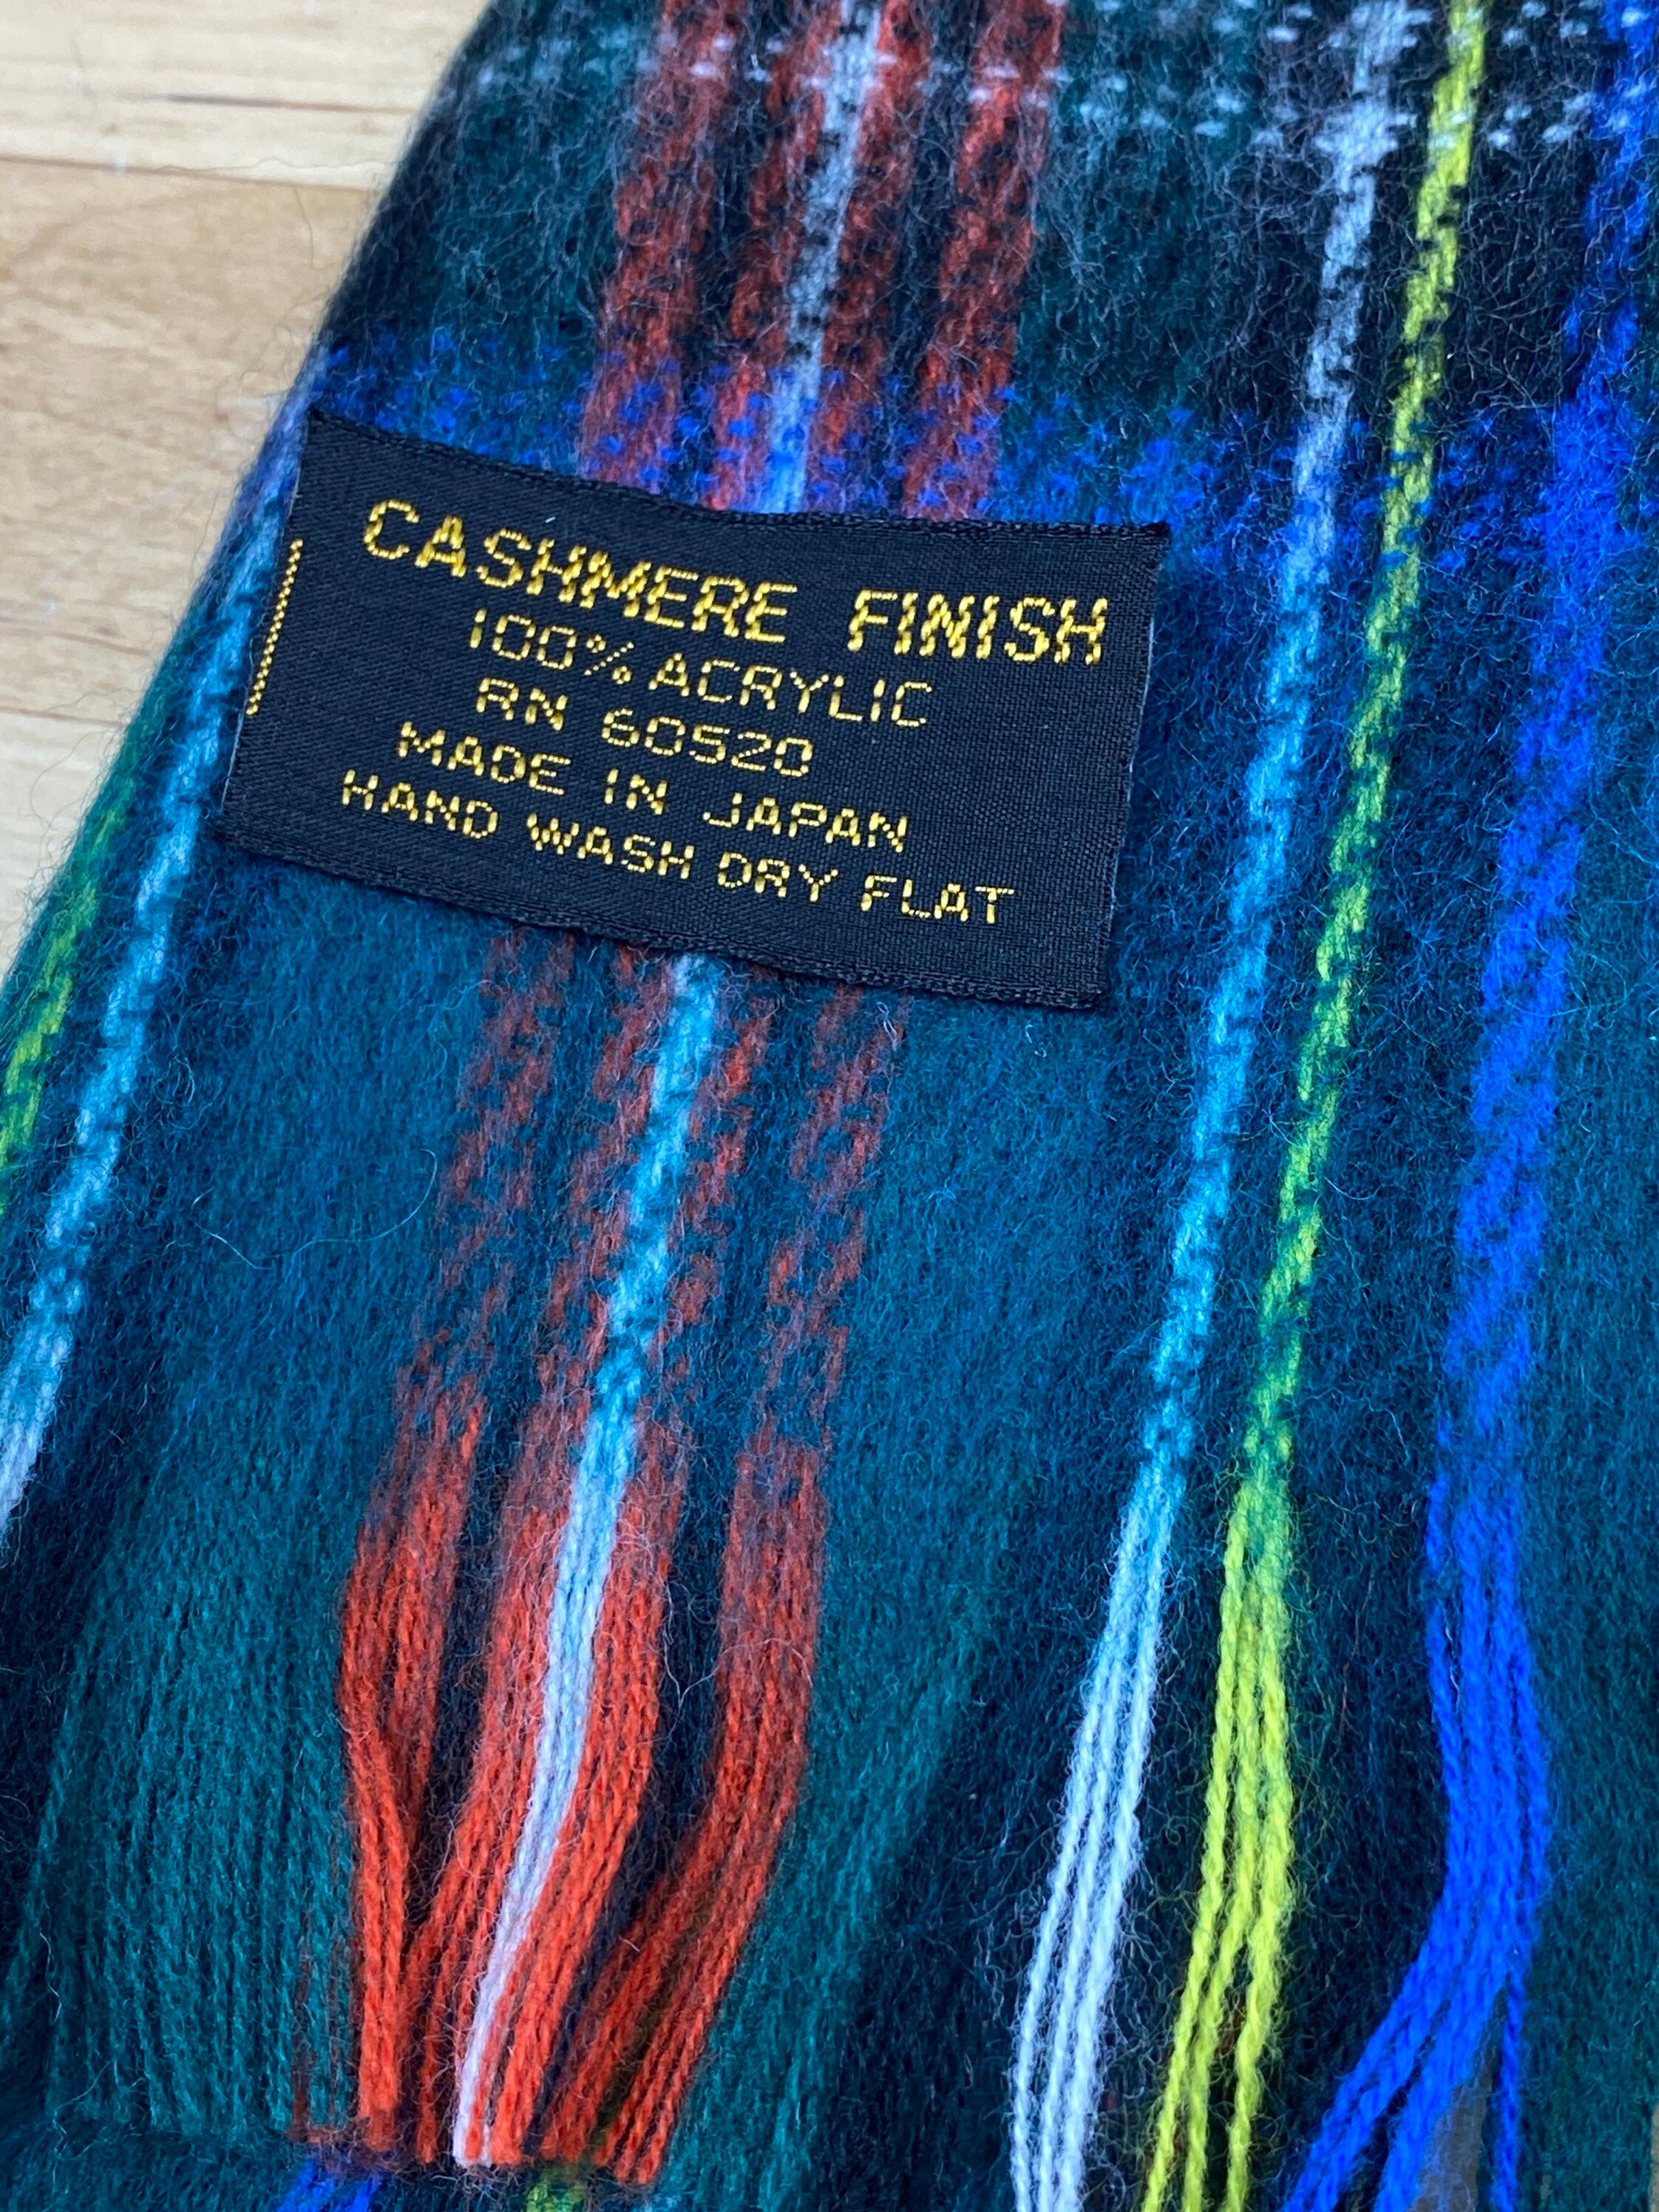 CASHMERE FINISH
100% ACRYLIC
RN 60520
MADE IN JAPAN
HAND WASH DRY FLAT